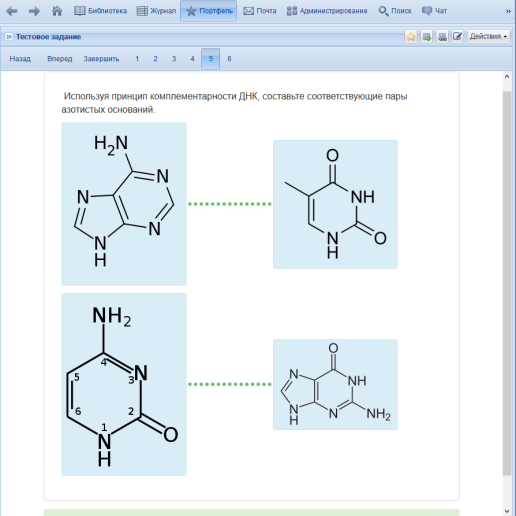 Библиотека Журнал Портфель Почта Администрирование Поиск Чат »
Тестовое задание Действия
Назад Вперед Завершить 1 2 3 4 5 6
Используя принцип комплементарности ДНК, составьте соответствующие пары
азотистых оснований.
H2N
N
N
N
N
H
O
NH
N
H
O
NH2
4
5
N
3
6
1
2
N
H
O
O
N
NH
N
H
N
NH2